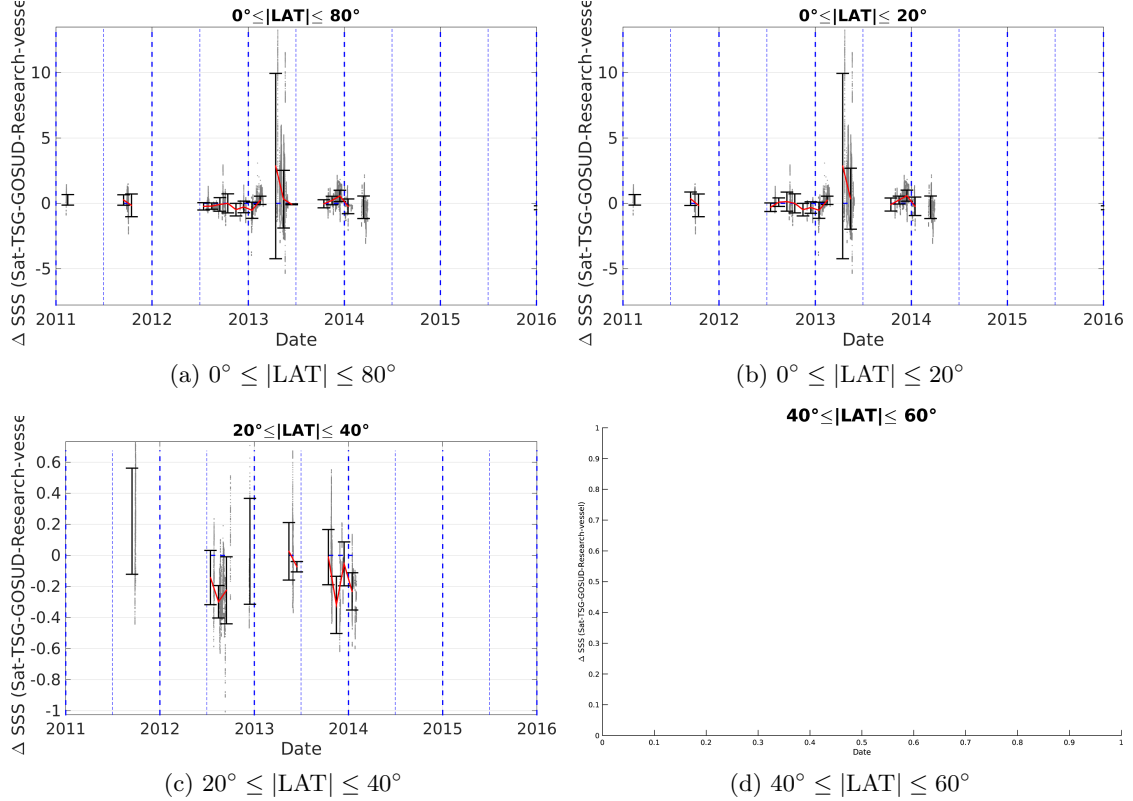 0°≤|LAT|≤ 80°
Δ SSS (Sat-TSG-GOSUD-Research-vesse
10
5
0
-5
2011 2012 2013 2014 2015 2016
Date
(a) 0° ≤ |LAT| ≤ 80°
0°≤|LAT|≤ 20°
Δ SSS (Sat-TSG-GOSUD-Research-vesse
10
5
0
-5
2011 2012 2013 2014 2015 2016
Date
(b) 0° ≤ |LAT| ≤ 20°
20°≤|LAT|≤ 40°
Δ SSS (Sat-TSG-GOSUD-Research-vesse
0.6
0.4
0.2
0
-0.2
-0.4
-0.6
-0.8
-1
2011 2012 2013 2014 2015 2016
Date
(c) 20° ≤ |LAT| ≤ 40°
40°≤|LAT|≤ 60°
Δ SSS (Sat-TSG-GOSUD-Research-vessel)
1
0.9
0.8
0.7
0.6
0.5
0.4
0.3
0.2
0.1
0
0 0.1 0.2 0.3 0.4 0.5 0.6 0.7 0.8 0.9 1
Date
(d) 40° ≤ |LAT| ≤ 60°